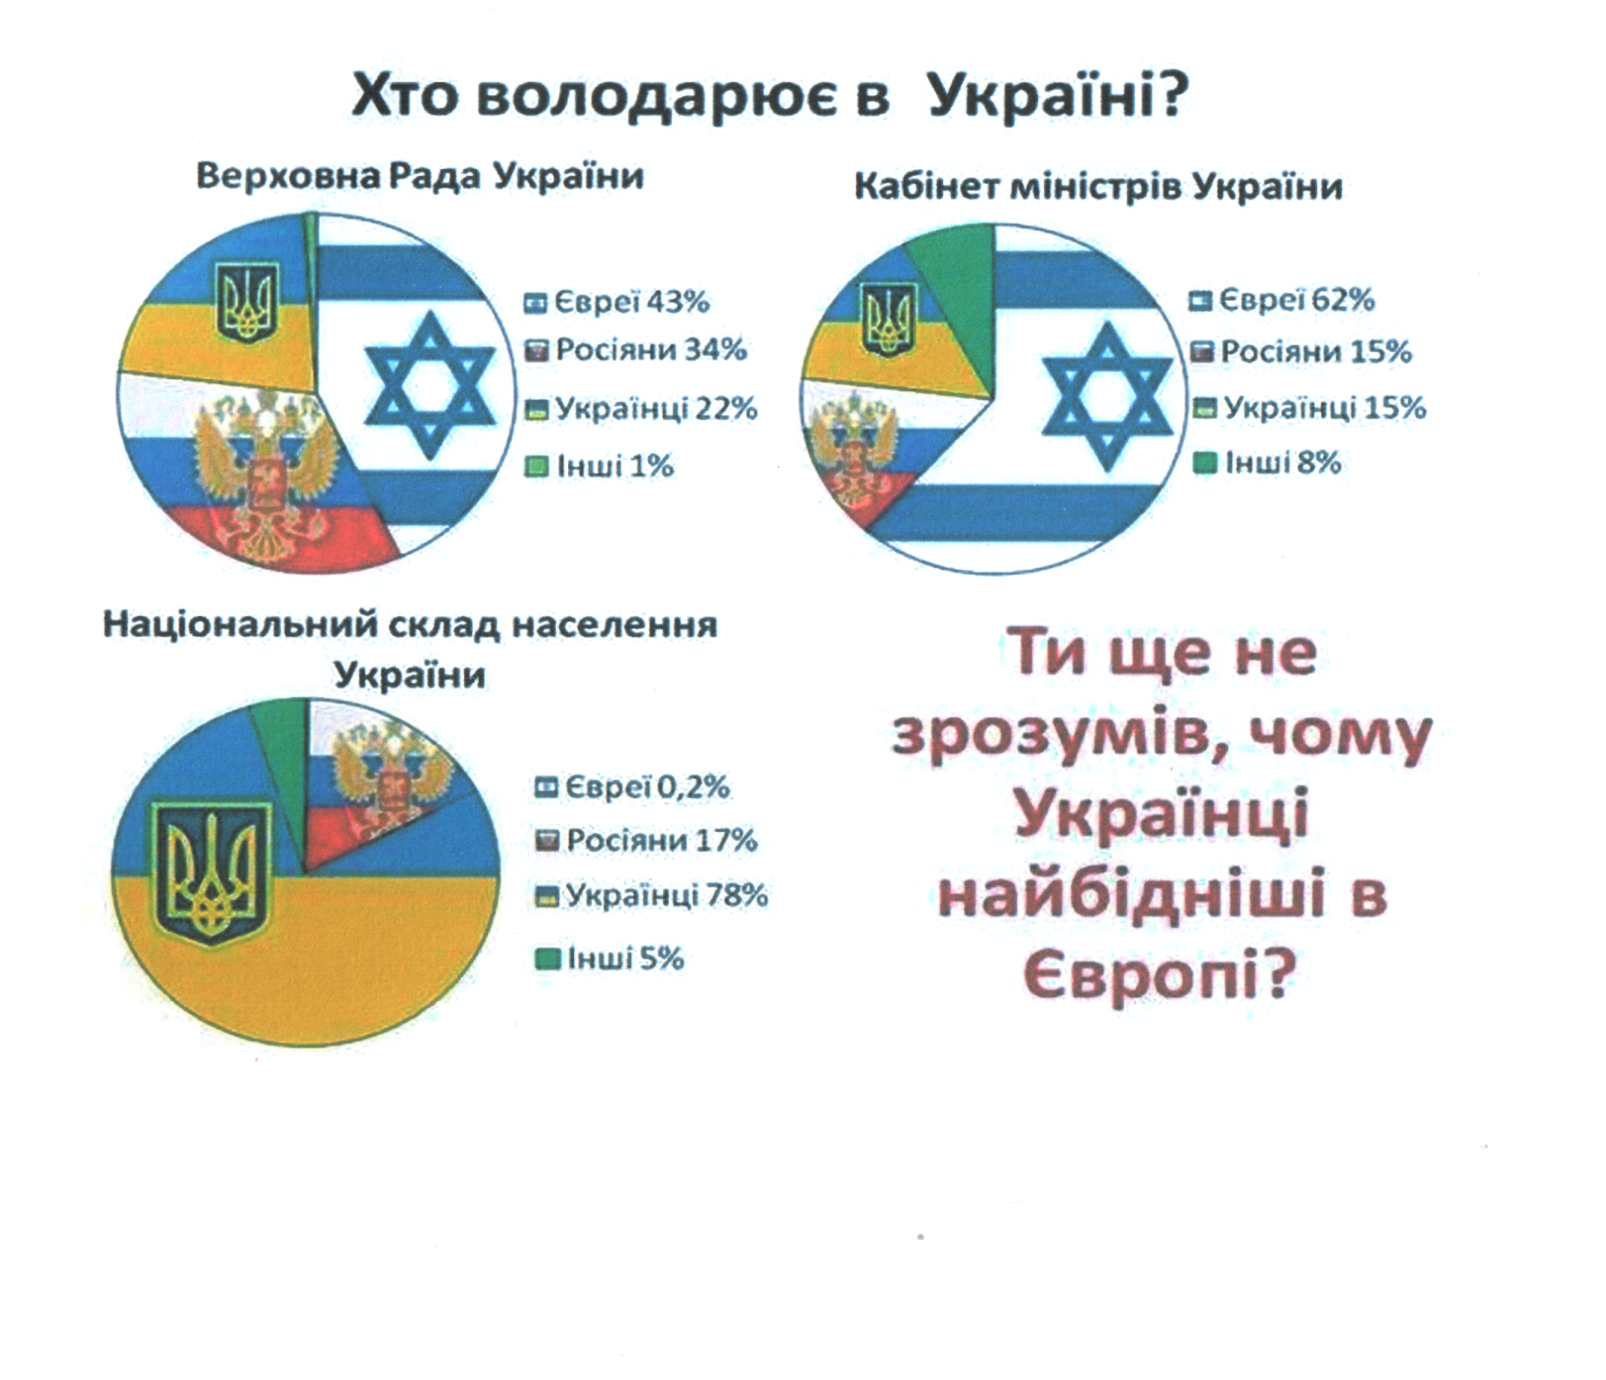 Хто володарює в Україні?
Верховна Рада України
Євреї 43%
Росіяни 34%
Українці 22%
Інші 1%
Кабінет міністрів України
Євреї 62%
Росіяни 15%
Українці 15%
Інші 8%
Національний склад населення
України
Євреї 0,2%
Росіяни 17%
Українці 78%
Інші 5%
Ти ще не
зрозумів, чому
Українці
найбідніші в
Європі?